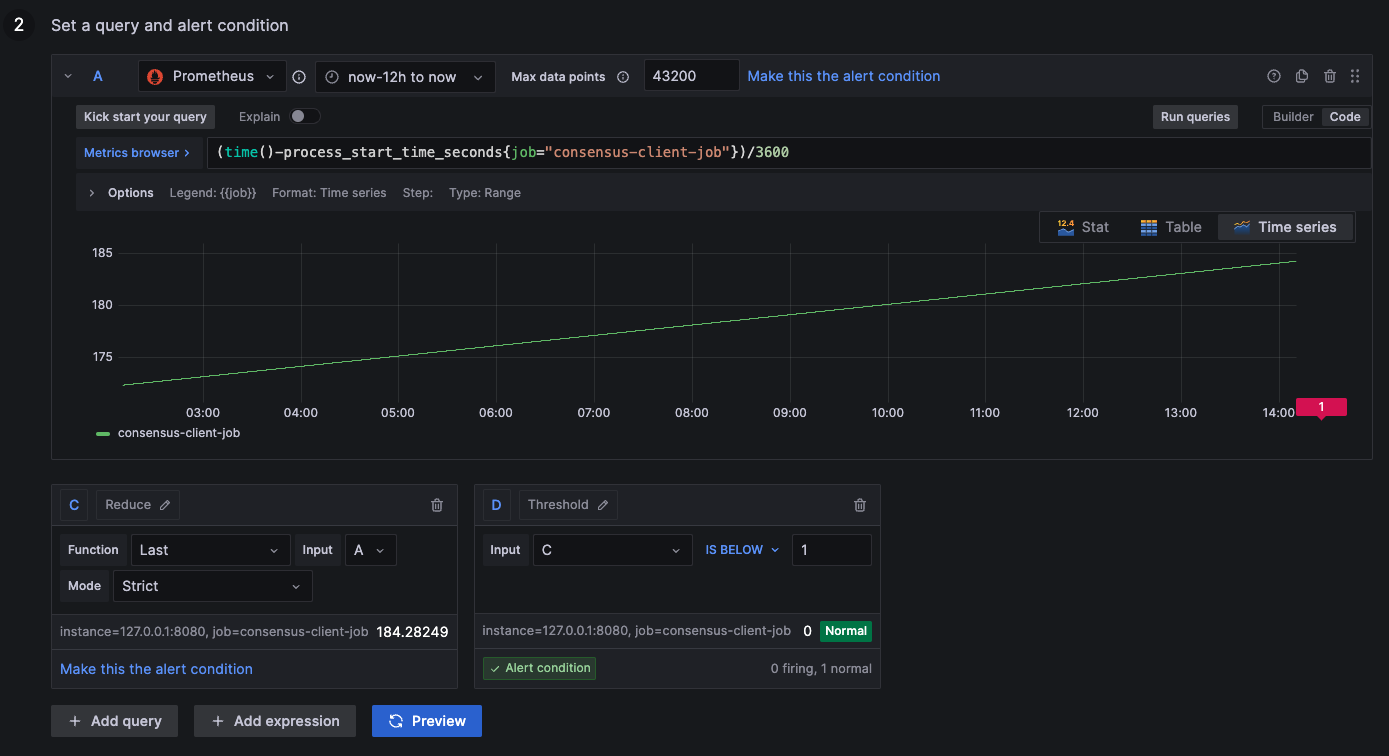 2 Set a query and alert condition
A Prometheus now-12h to now Max data points 43200 Make this the alert condition
Kick start your query Explain Run queries Builder Code
Metrics browser > (time()-process_start_time_seconds{job="consensus-client-job"})/3600
> Options Legend: {{job}} Format: Time series Step: Type: Range
12.4 Stat Table Time series
185
180
175
03:00 04:00 05:00 06:00 07:00 08:00 09:00 10:00 11:00 12:00 13:00 14:00 1
consensus-client-job
C Reduce
Function Last Input A
Mode Strict
instance=127.0.0.1:8080, job=consensus-client-job 184.28249
Make this the alert condition
D Threshold
Input C IS BELOW 1
instance=127.0.0.1:8080, job=consensus-client-job 0 Normal
Alert condition 0 firing, 1 normal
+ Add query + Add expression Preview